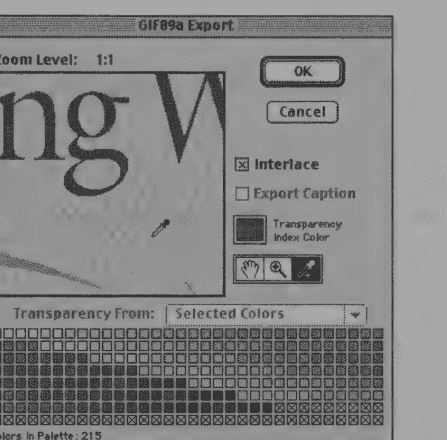 GIF89a Export
Zoom Level: 1:1
OK
Cancel
ng W
Interlace
Export Caption
Transparency
Index Color
Transparency From: Selected Colors
olors in Palette: 215